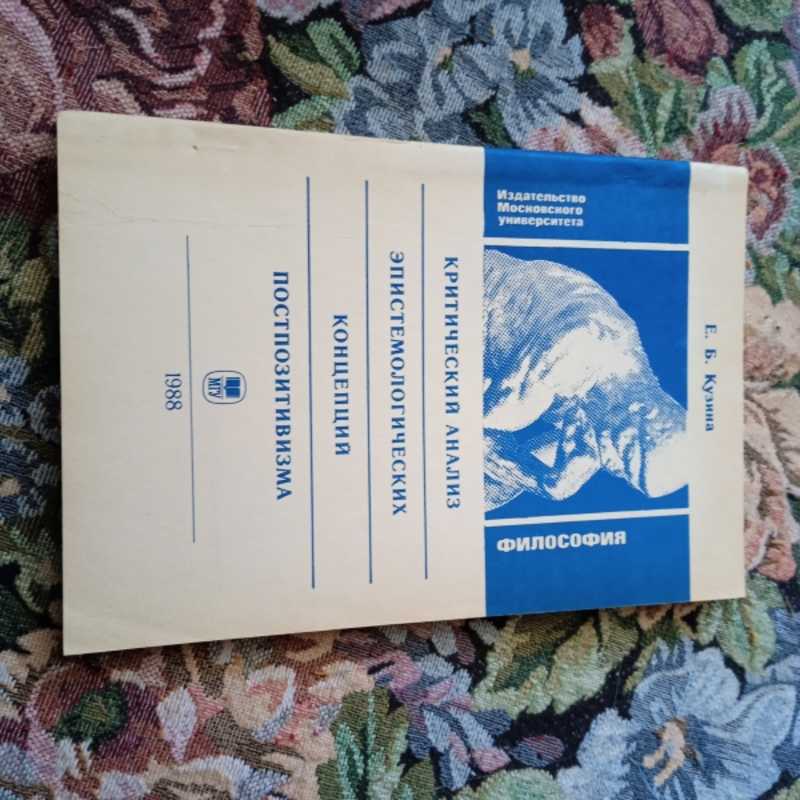 Е. Б. Кузина
Издательство
Московского
университета
ФИЛОСОФИЯ
КРИТИЧЕСКИЙ АНАЛИЗ
ЭПИСТЕМОЛОГИЧЕСКИХ
КОНЦЕПЦИЙ
ПОСТПОЗИТИВИЗМА
МГУ
1988